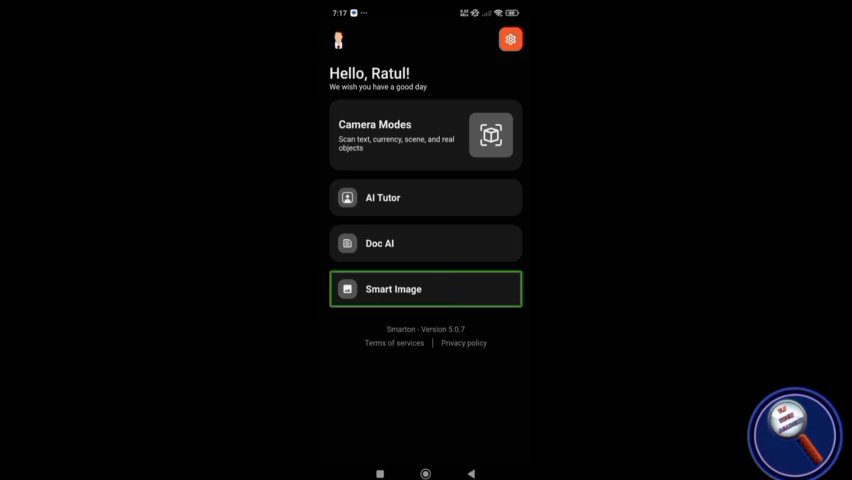 7:17
Hello, Ratul!
We wish you have a good day
Camera Modes
Scan text, currency, scene, and real
objects
AI Tutor
Doc AI
Smart Image
Smarton - Version 5.0.7
Terms of services | Privacy policy